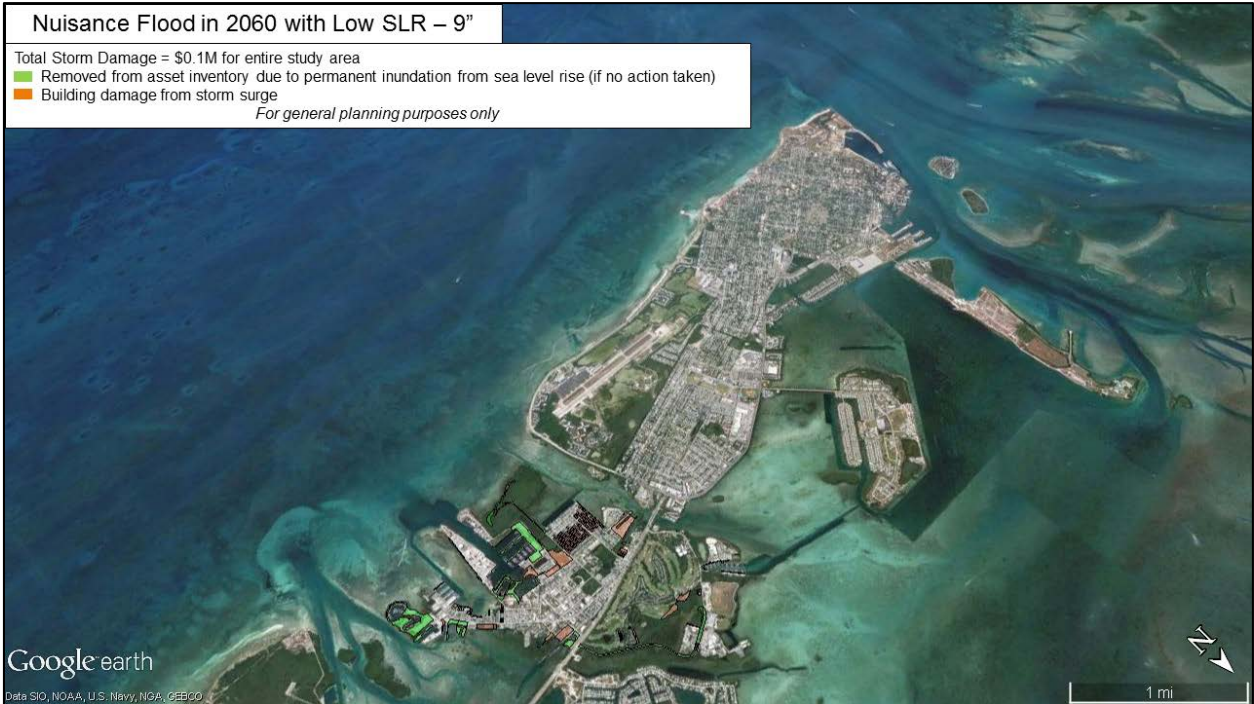 Nuisance Flood in 2060 with Low SLR – 9”
Total Storm Damage = $0.1M for entire study area
Removed from asset inventory due to permanent inundation from sea level rise (if no action taken)
Building damage from storm surge
For general planning purposes only
N
Google earth
Data SIO, NOAA, U.S. Navy, NGA, GEBCO
1 mi